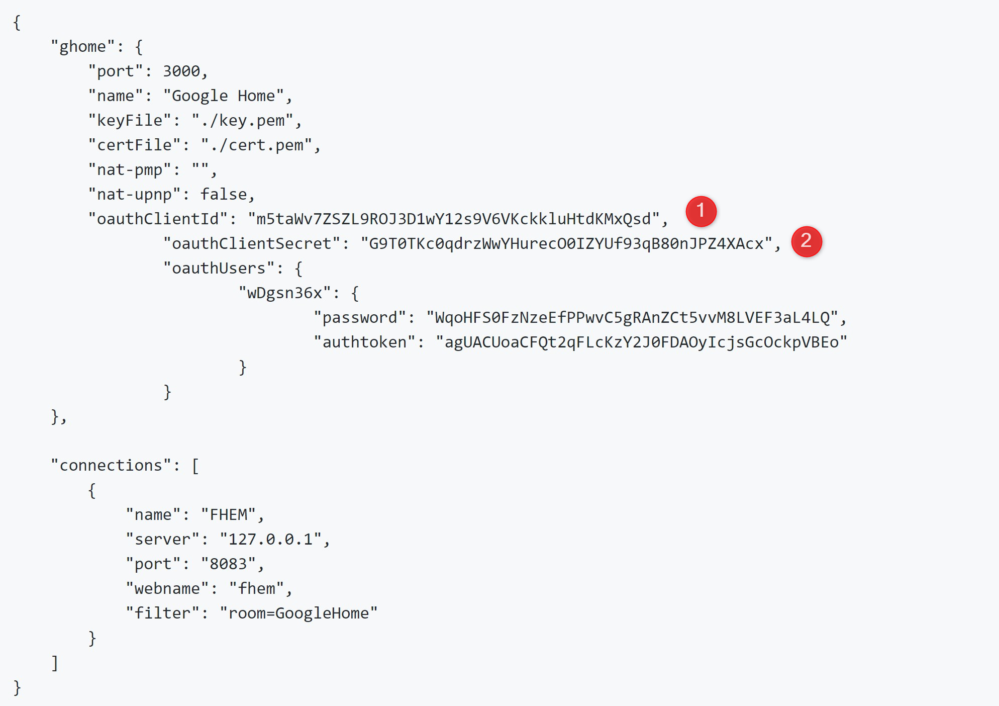 {
"ghome": {
"port": 3000,
"name": "Google Home",
"keyFile": "./key.pem",
"certFile": "./cert.pem",
"nat-pmp": "",
"nat-upnp": false,
"oauthClientId": "m5taWv7ZSZL9ROJ3D1wY12s9V6VKckkluHtdKMxQsd", 1
"oauthClientSecret": "G9T0TKc0qdrzWwYHurecO0IZYUf93qB80nJPZ4XAcx", 2
"oauthUsers": {
"wDgsn36x": {
"password": "WqoHFS0FzNzeEfPPwvC5gRAnZCt5vvM8LVEF3aL4LQ",
"authtoken": "agUACUoaCFQt2qFLcKzY2J0FDAOyIcjsGcOckpVBEo"
}
}
},
"connections": [
{
"name": "FHEM",
"server": "127.0.0.1",
"port": "8083",
"webname": "fhem",
"filter": "room=GoogleHome"
}
]
}